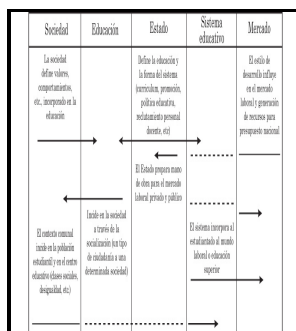 Sociedad
Educación
Estado
Sistema
educativo
Mercado
La sociedad
define valores,
comportamientos,
etc., incorporado en la
educación
Define la educación y
la forma del sistema
(curriculum, promoción,
política educativa,
reclutamiento personal
docente, etc)
El estilo de
desarrollo influye
en el mercado
laboral y generación
de recursos para
presupuesto nacional
El Estado prepara mano
de obra para el mercado
laboral privado y público
Incide en la sociedad
a través de la
socialización (un tipo
de ciudadanía a una
determinada sociedad)
El contexto comunal
incide en la población
estudiantil y en el centro
educativo (clases sociales,
desigualdad, etc.)
El sistema incorpora al
estudiantado al mundo
laboral o educación
superior